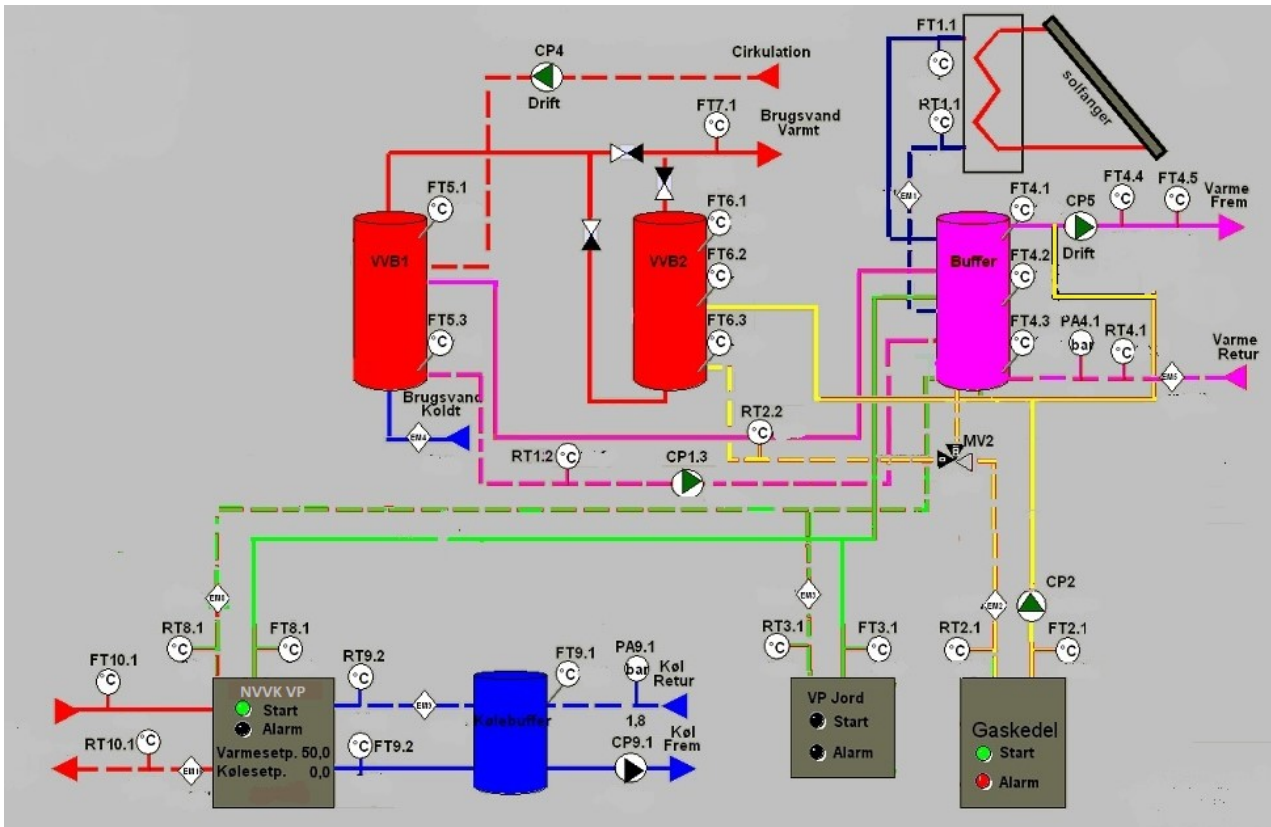 FT1.1
°C
CP4
Cirkulation
Drift
FT7.1
°C
Brugsvand
Varmt
RT1.1
°C
solfanger
EM1
FT5.1
°C
FT6.1
°C
FT4.1
°C
CP5
Drift
FT4.4
°C
FT4.5
°C
Varme
Frem
VVB1
VVB2
Buffer
FT6.2
°C
FT4.2
°C
FT5.3
°C
FT6.3
°C
FT4.3
°C
PA4.1
bar
RT4.1
°C
EM5
Varme
Retur
Brugsvand
Koldt
EM4
RT2.2
°C
MV2
RT1.2
°C
CP1.3
RT8.1
°C
FT8.1
°C
RT3.1
°C
EM3
FT3.1
°C
RT2.1
°C
EM2
CP2
FT2.1
°C
FT10.1
°C
NVVK VP
Start
Alarm
Varmesetp. 50,0
Kølesetp. 0,0
RT10.1
°C
RT9.2
°C
EM9
FT9.2
°C
Kølebuffer
FT9.1
°C
PA9.1
bar
1,8
Køl
Retur
CP9.1
Køl
Frem
VP Jord
Start
Alarm
Gaskedel
Start
Alarm